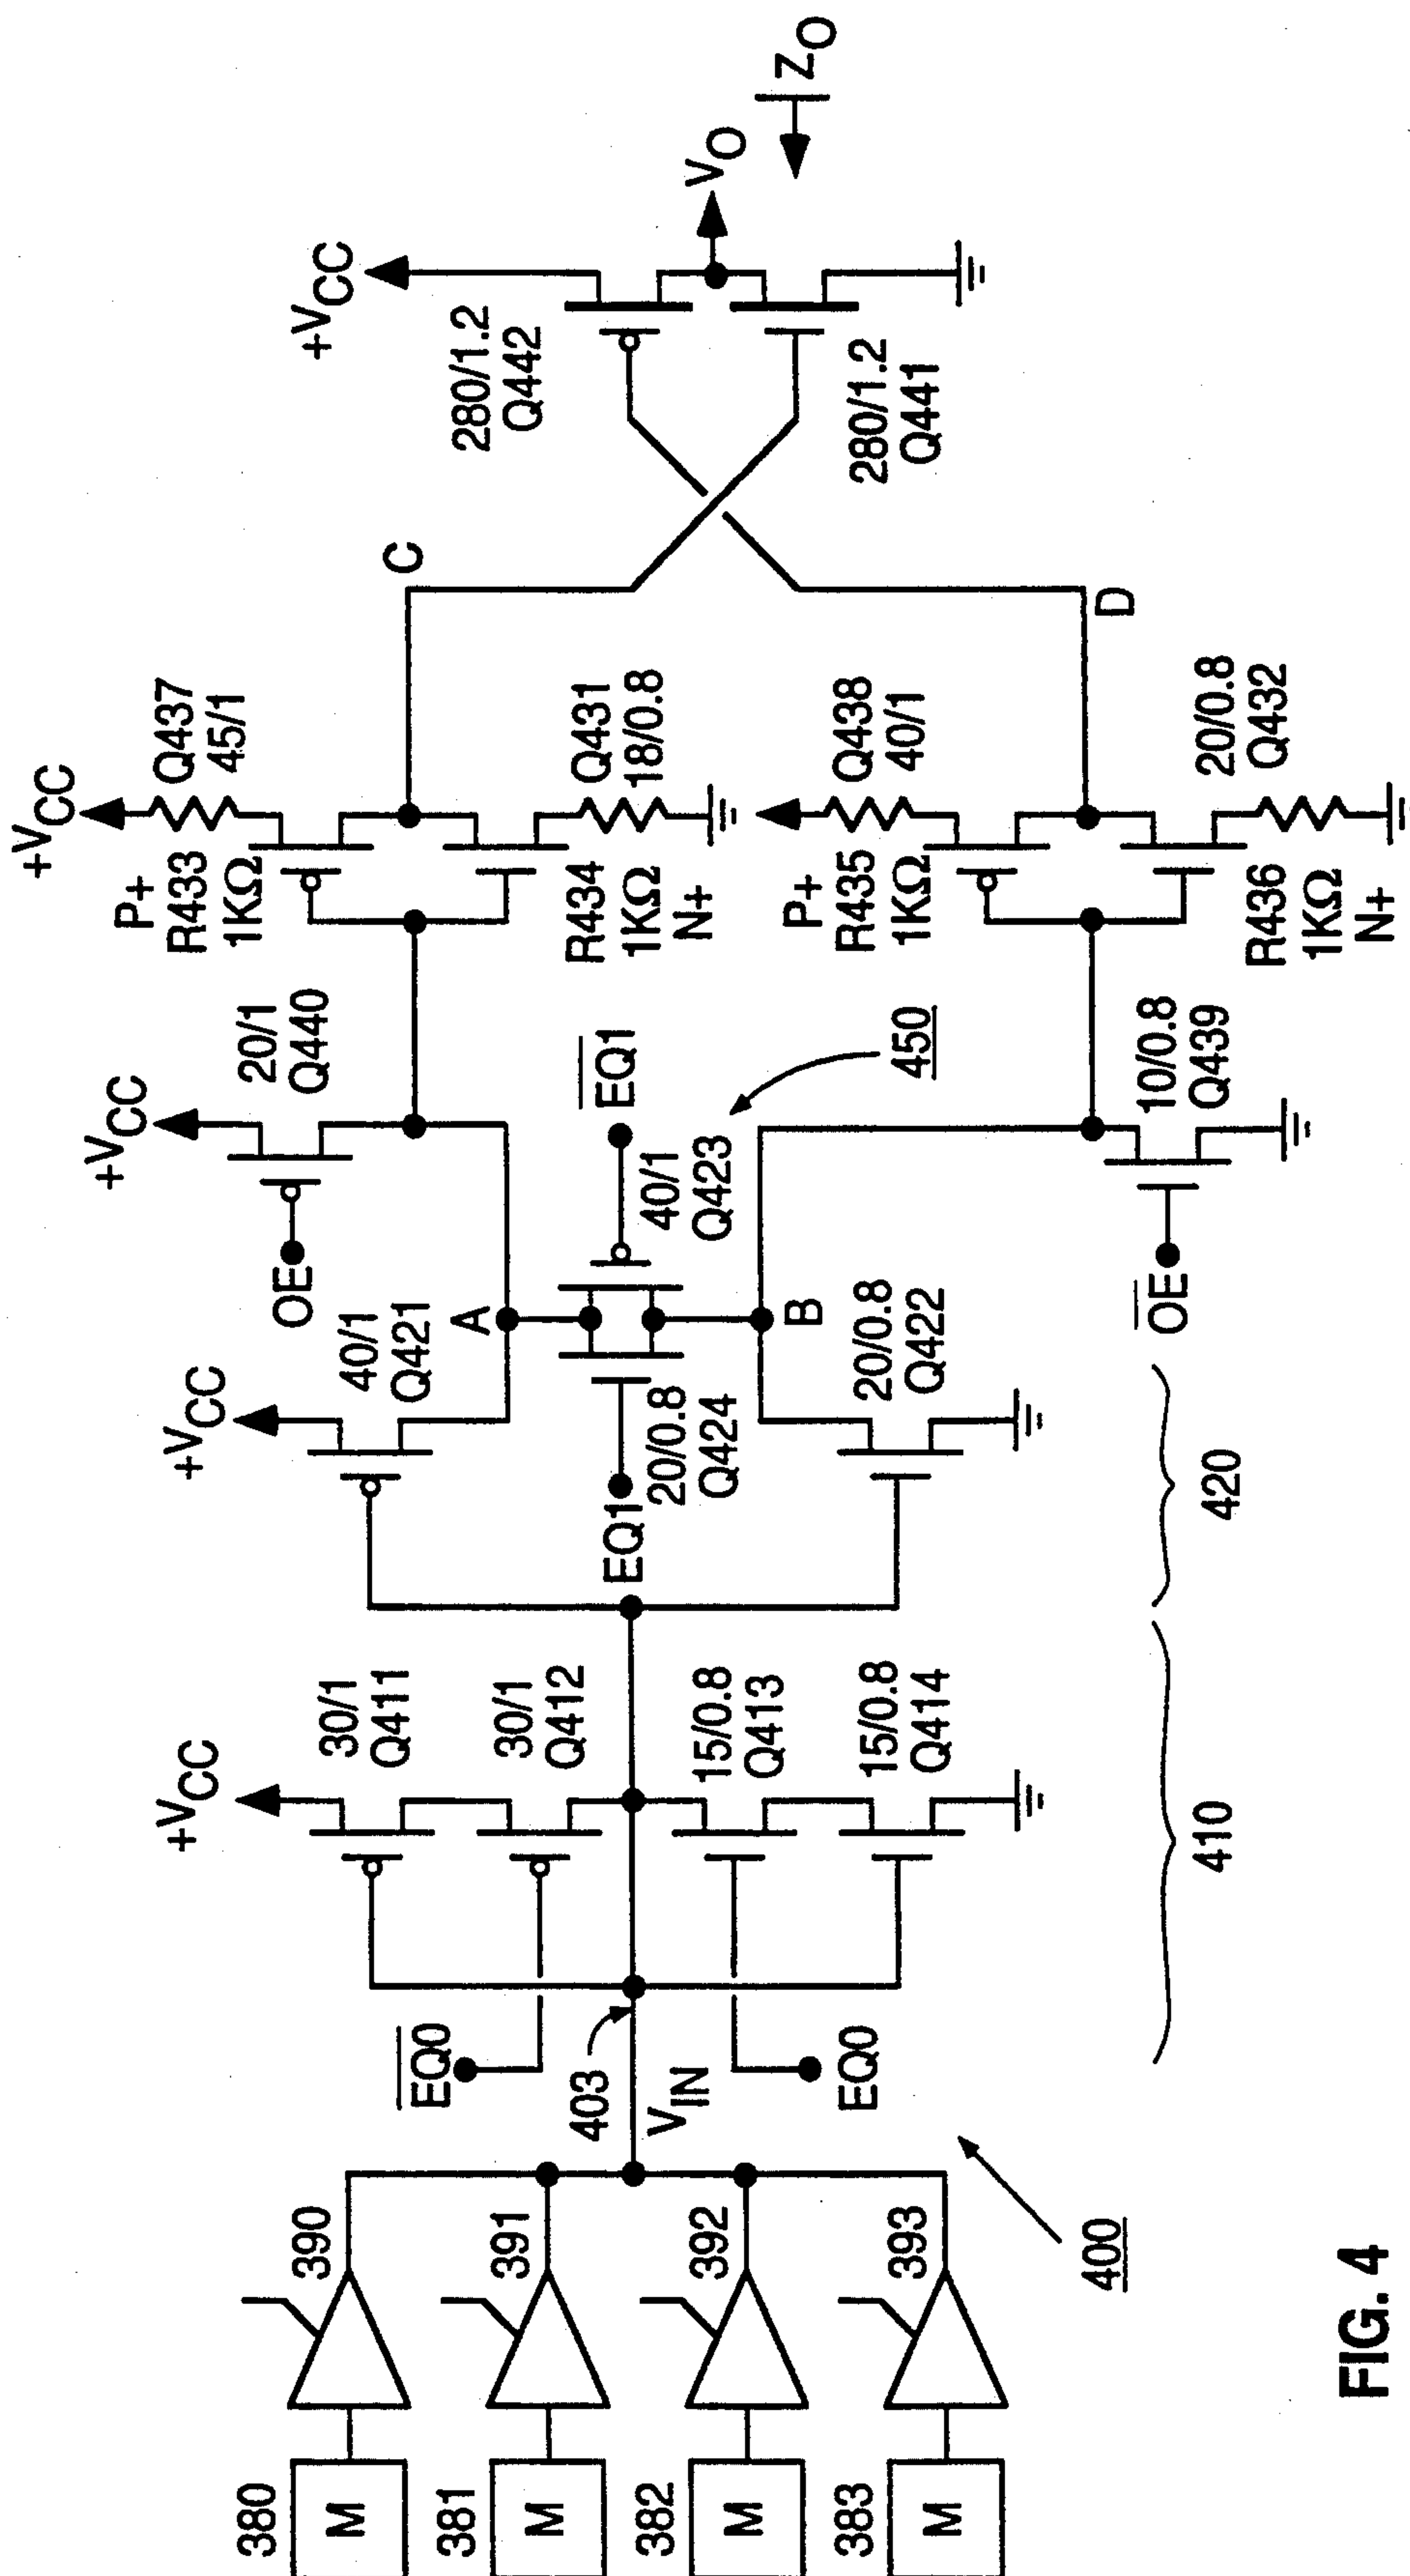 380
M
390
381
M
391
382
M
392
383
M
393
400
403
V_IN
E̅Q̅0̅
EQ0
+V_CC
30/1
Q411
30/1
Q412
15/0.8
Q413
15/0.8
Q414
410
+V_CC
40/1
Q421
A
EQ1
20/0.8
Q424
B
20/0.8
Q422
420
OE
+V_CC
20/1
Q440
E̅Q̅1̅
40/1
Q423
450
O̅E̅
10/0.8
Q439
+V_CC
P+
R433
1KΩ
Q437
45/1
R434
1KΩ
N+
Q431
18/0.8
P+
R435
1KΩ
Q438
40/1
R436
1KΩ
N+
20/0.8
Q432
C
D
+V_CC
280/1.2
Q442
280/1.2
Q441
V_O
Z_O
FIG. 4